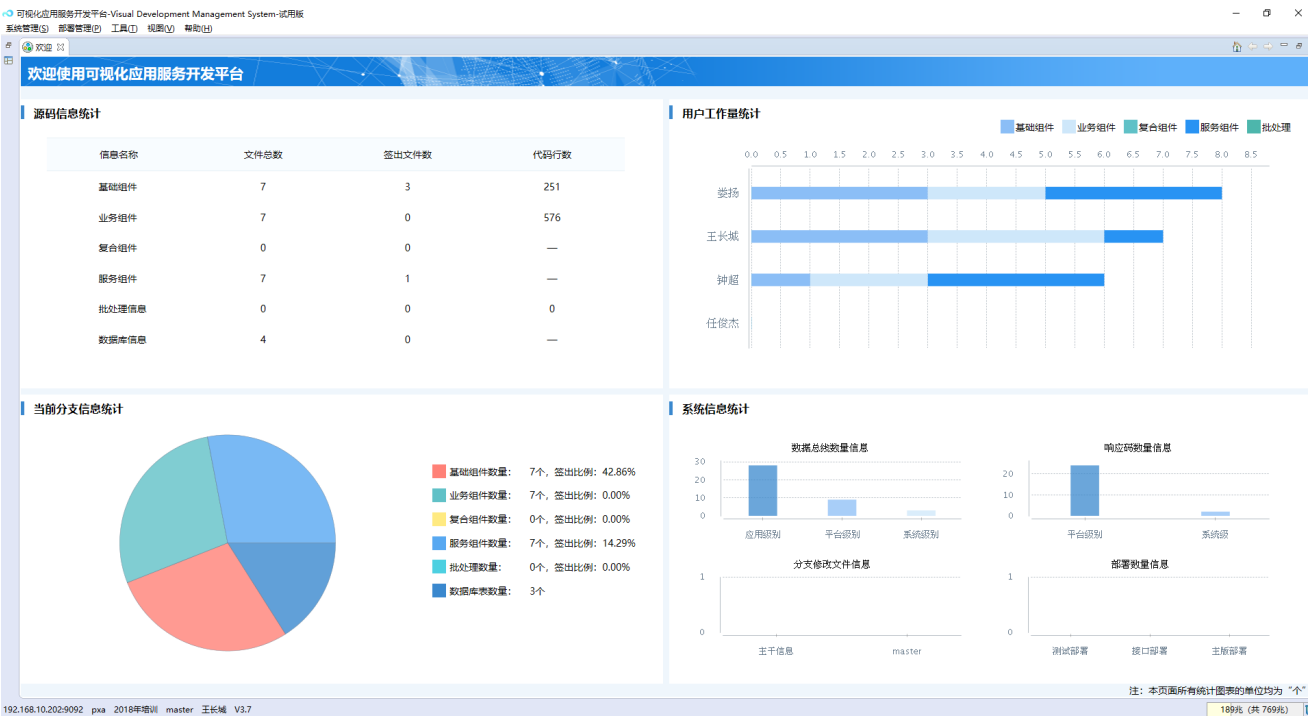 可视化应用服务开发平台-Visual Development Management System-试用版
系统管理(S) 部署管理(P) 工具(T) 视图(V) 帮助(H)
欢迎
欢迎使用可视化应用服务开发平台
源码信息统计
信息名称 文件总数 签出文件数 代码行数
基础组件 7 3 251
业务组件 7 0 576
复合组件 0 0 —
服务组件 7 1 —
批处理信息 0 0 0
数据库信息 4 0 —
用户工作量统计
基础组件 业务组件 复合组件 服务组件 批处理
0.0 0.5 1.0 1.5 2.0 2.5 3.0 3.5 4.0 4.5 5.0 5.5 6.0 6.5 7.0 7.5 8.0 8.5
娄扬
王长城
钟超
任俊杰
当前分支信息统计
基础组件数量: 7个, 签出比例: 42.86%
业务组件数量: 7个, 签出比例: 0.00%
复合组件数量: 0个, 签出比例: 0.00%
服务组件数量: 7个, 签出比例: 14.29%
批处理数量: 0个, 签出比例: 0.00%
数据库表数量: 3个
系统信息统计
数据总线数量信息
30
20
10
0
应用级别 平台级别 系统级别
响应码数量信息
20
10
0
平台级别 系统级
分支修改文件信息
1
0
主干信息 master
部署数量信息
1
0
测试部署 接口部署 主版部署
注: 本页面所有统计图表的单位均为 "个"
192.168.10.202:9092 pxa 2018年培训 master 王长城 V3.7
189兆 (共 769兆)